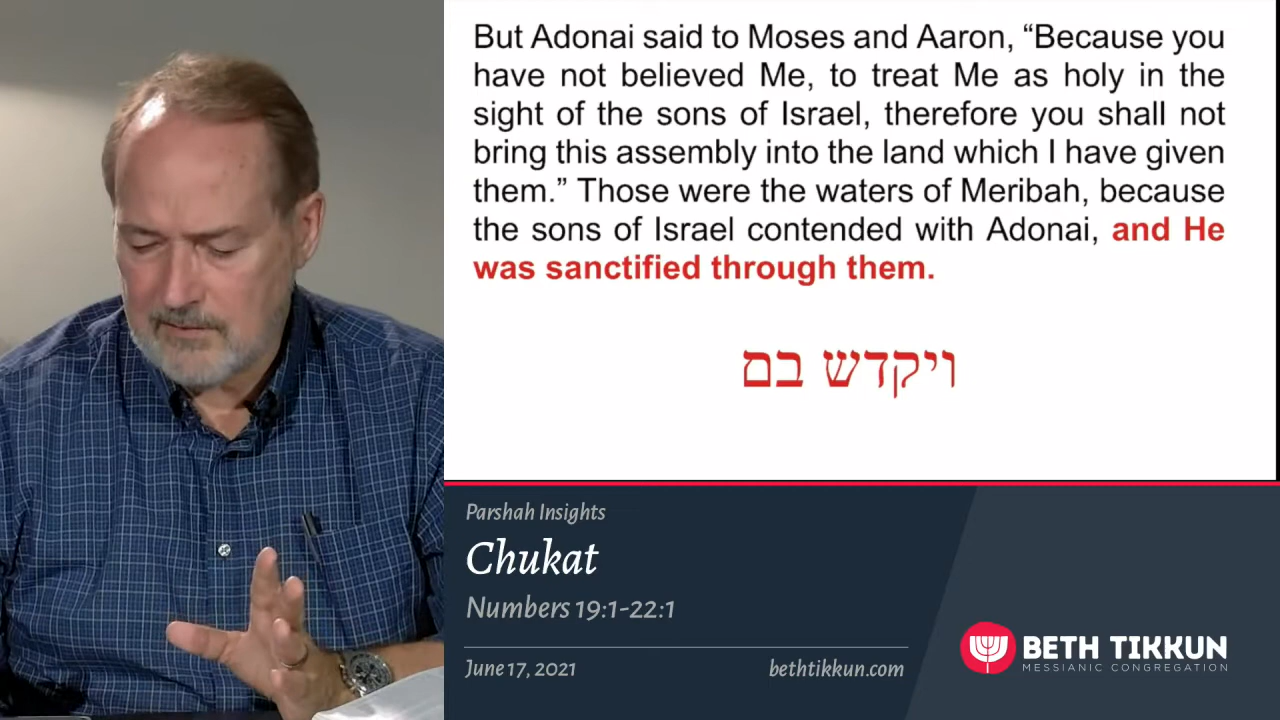 But Adonai said to Moses and Aaron, “Because you
have not believed Me, to treat Me as holy in the
sight of the sons of Israel, therefore you shall not
bring this assembly into the land which I have given
them.” Those were the waters of Meribah, because
the sons of Israel contended with Adonai, and He
was sanctified through them.
ויקדש בם
Parshah Insights
Chukat
Numbers 19:1-22:1
June 17, 2021
bethtikkun.com
BETH TIKKUN
MESSIANIC CONGREGATION